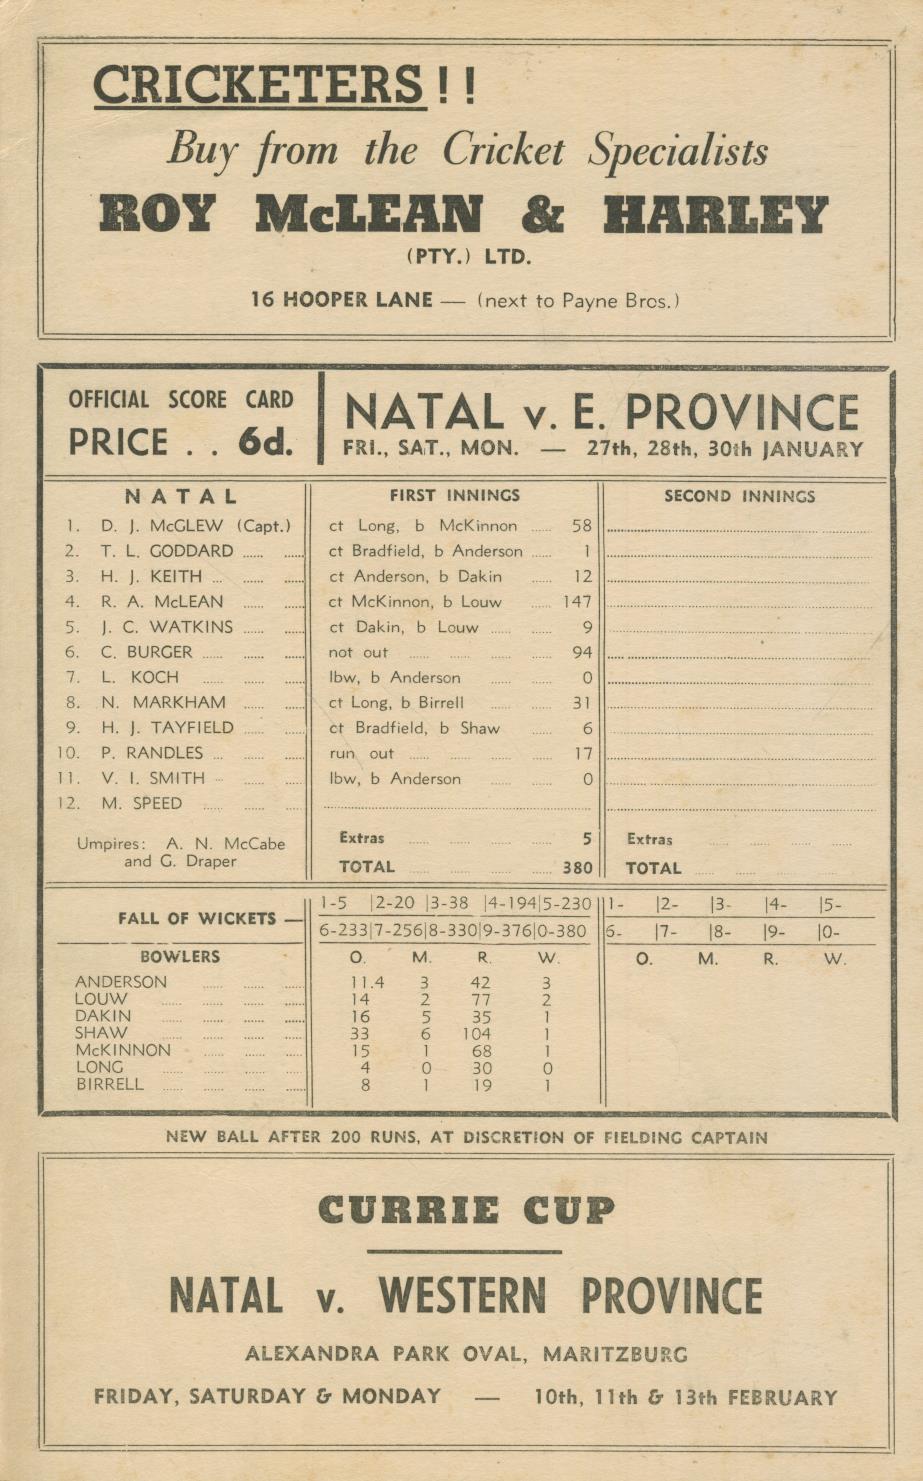 CRICKETERS!!
Buy from the Cricket Specialists
ROY McLEAN & HARLEY
(PTY.) LTD.
16 HOOPER LANE — (next to Payne Bros.)
OFFICIAL SCORE CARD
PRICE . . 6d.
NATAL v. E. PROVINCE
FRI., SAT., MON. — 27th, 28th, 30th JANUARY
NATAL FIRST INNINGS SECOND INNINGS
1. D. J. McGLEW (Capt.) ct Long, b McKinnon ...... 58
2. T. L. GODDARD ...... ...... ct Bradfield, b Anderson ...... 1
3. H. J. KEITH ... ...... ...... ct Anderson, b Dakin ...... 12
4. R. A. McLEAN ...... ...... ct McKinnon, b Louw ...... 147
5. J. C. WATKINS ...... ...... ct Dakin, b Louw ...... ...... 9
6. C. BURGER ...... ...... ...... not out ...... ...... ...... ...... 94
7. L. KOCH ...... ...... ...... lbw, b Anderson ...... ...... 0
8. N. MARKHAM ...... ...... ct Long, b Birrell ...... ...... 31
9. H. J. TAYFIELD ...... ...... ct Bradfield, b Shaw ...... 6
10. P. RANDLES ... ...... ...... run out ...... ...... ...... ...... 17
11. V. I. SMITH ... ...... ...... lbw, b Anderson ...... ...... 0
12. M. SPEED ...... ...... ......
Umpires: A. N. McCabe
and G. Draper
Extras ...... ...... ...... 5 Extras ...... ...... ...... ......
TOTAL ...... ...... ...... 380 TOTAL ...... ...... ...... ......
FALL OF WICKETS —
1-5 |2-20 |3-38 |4-194|5-230 |1- |2- |3- |4- |5-
6-233|7-256|8-330|9-376|0-380 6- |7- |8- |9- |0-
BOWLERS O. M. R. W. O. M. R. W.
ANDERSON ...... ...... ...... 11.4 3 42 3
LOUW ...... ...... ...... ...... 14 2 77 2
DAKIN ...... ...... ...... ...... 16 5 35 1
SHAW ...... ...... ...... ...... 33 6 104 1
McKINNON ...... ...... ...... 15 1 68 1
LONG ...... ...... ...... ...... 4 0 30 0
BIRRELL ...... ...... ...... ...... 8 1 19 1
NEW BALL AFTER 200 RUNS, AT DISCRETION OF FIELDING CAPTAIN
CURRIE CUP
NATAL v. WESTERN PROVINCE
ALEXANDRA PARK OVAL, MARITZBURG
FRIDAY, SATURDAY & MONDAY — 10th, 11th & 13th FEBRUARY